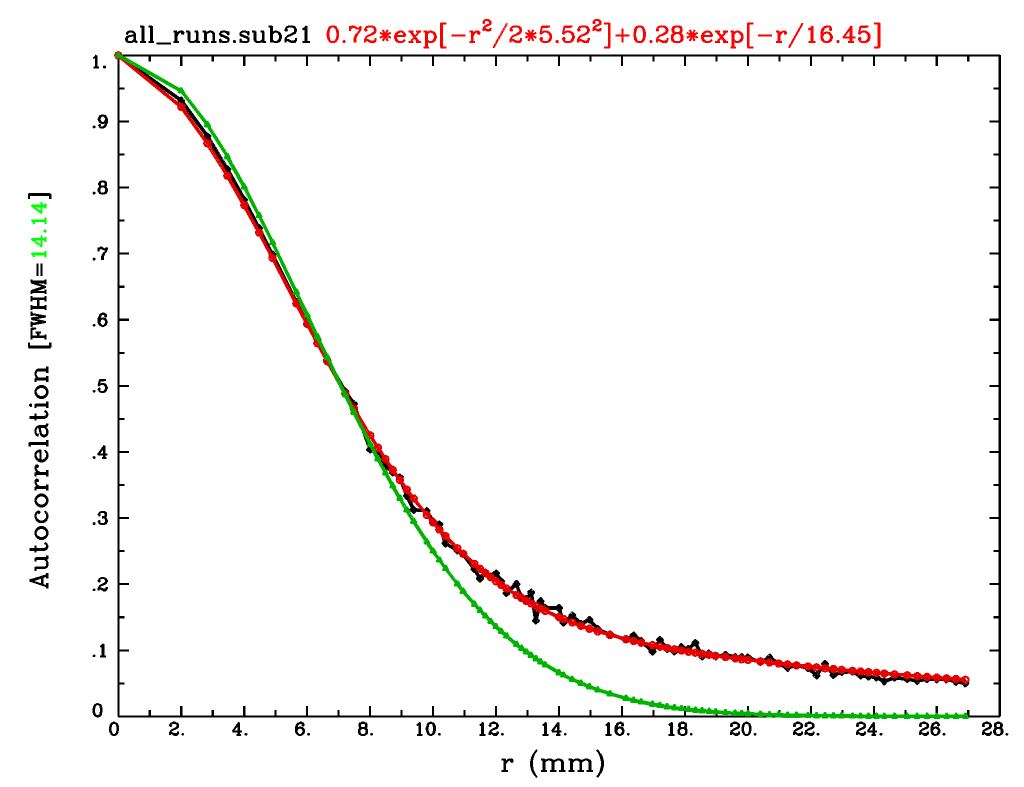 all_runs.sub21 0.72*exp[-r²/2*5.52²]+0.28*exp[-r/16.45]
1.
.9
.8
.7
.6
.5
.4
.3
.2
.1
0
Autocorrelation [FWHM=14.14]
0 2. 4. 6. 8. 10. 12. 14. 16. 18. 20. 22. 24. 26. 28.
r (mm)